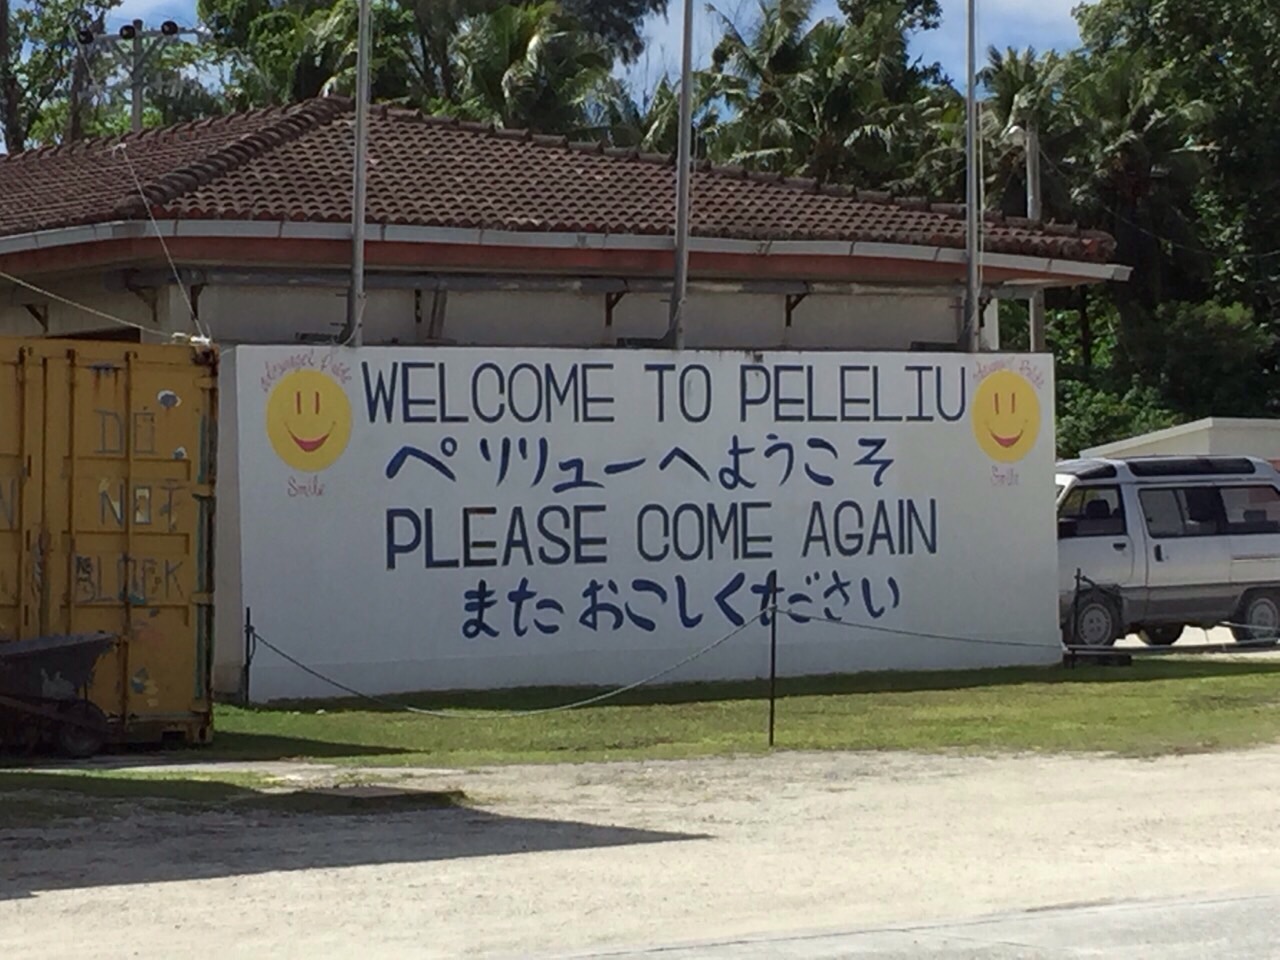 WELCOME TO PELELIU
ペリリューへようこそ
PLEASE COME AGAIN
またおこしください
Smile
Smile
DO
NOT
BLOCK